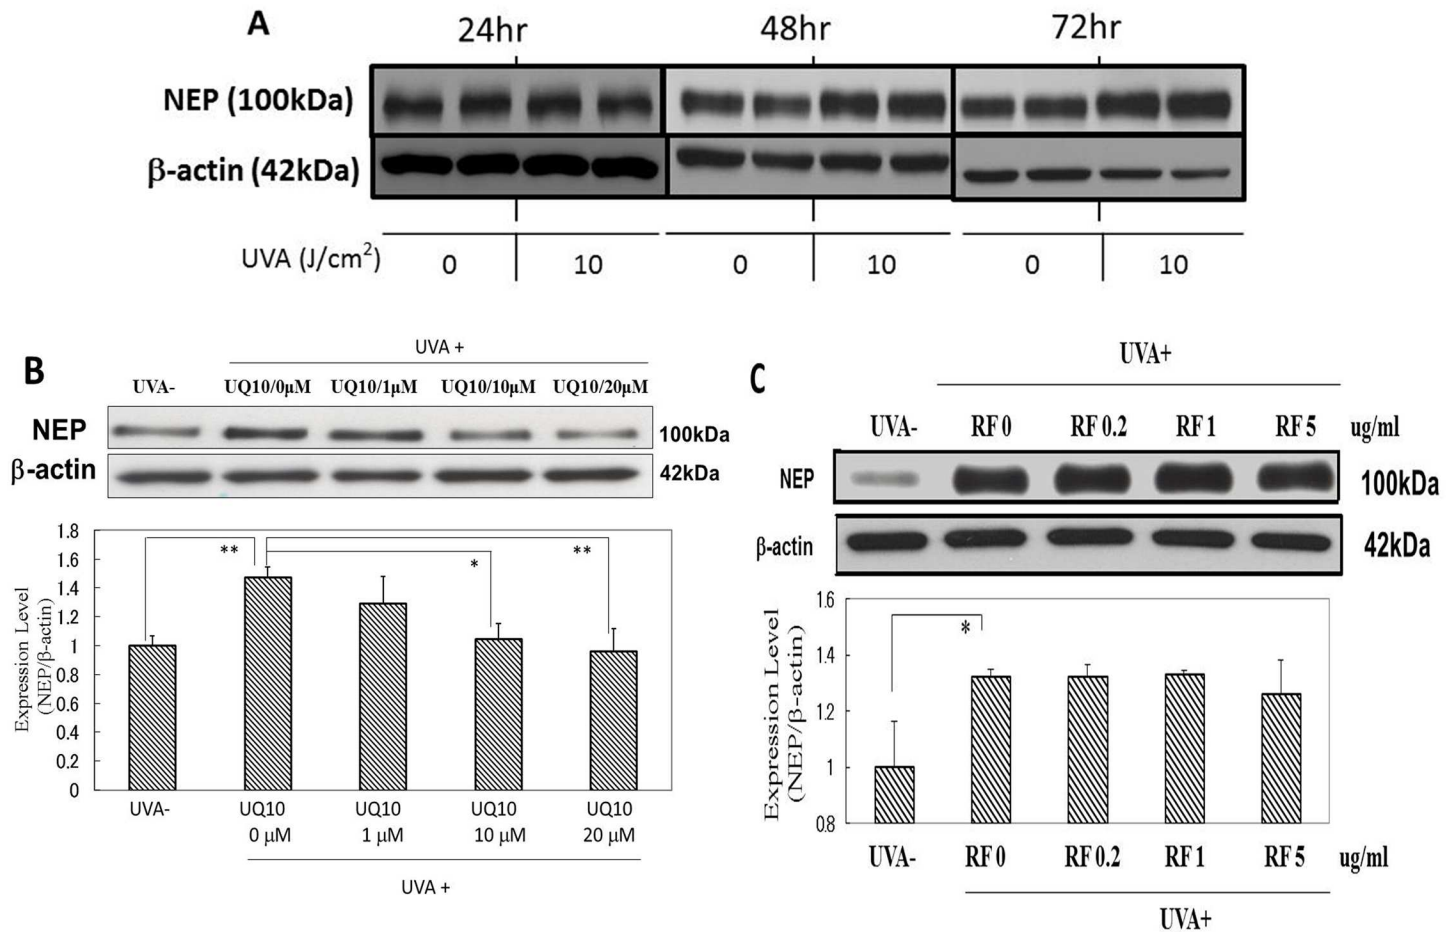 A
24hr 48hr 72hr
NEP (100kDa)
β-actin (42kDa)
UVA (J/cm²) 0 10 0 10 0 10
B
UVA +
UVA- UQ10/0μM UQ10/1μM UQ10/10μM UQ10/20μM
NEP 100kDa
β-actin 42kDa
Expression Level
(NEP/β-actin)
1.8
** * **
1.6
1.4
1.2
1
0.8
0.6
0.4
0.2
0
UVA- UQ10 UQ10 UQ10 UQ10
0 μM 1 μM 10 μM 20 μM
UVA +
C
UVA+
UVA- RF 0 RF 0.2 RF 1 RF 5 ug/ml
NEP 100kDa
β-actin 42kDa
Expression Level
(NEP/β-actin)
1.6
*
1.4
1.2
1
0.8
UVA- RF 0 RF 0.2 RF 1 RF 5 ug/ml
UVA+